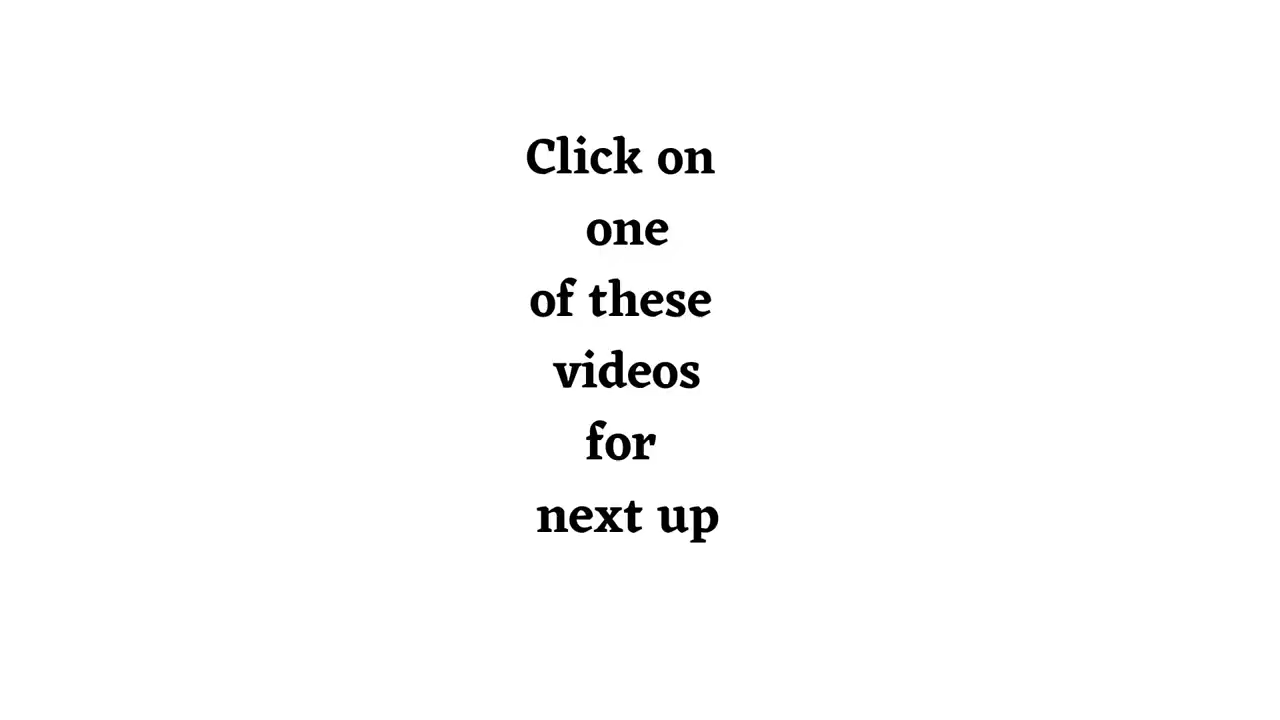 Click on
one
of these
videos
for
next up